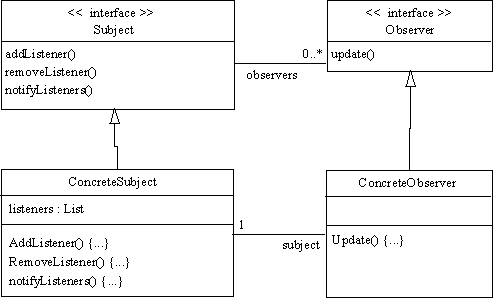 << interface >>
Subject
addListener()
removeListener()
notifyListeners()
<< interface >>
Observer
update()
0..*
observers
ConcreteSubject
listeners : List
AddListener() {...}
RemoveListener() {...}
notifyListeners() {...}
1
subject
ConcreteObserver
Update() {...}